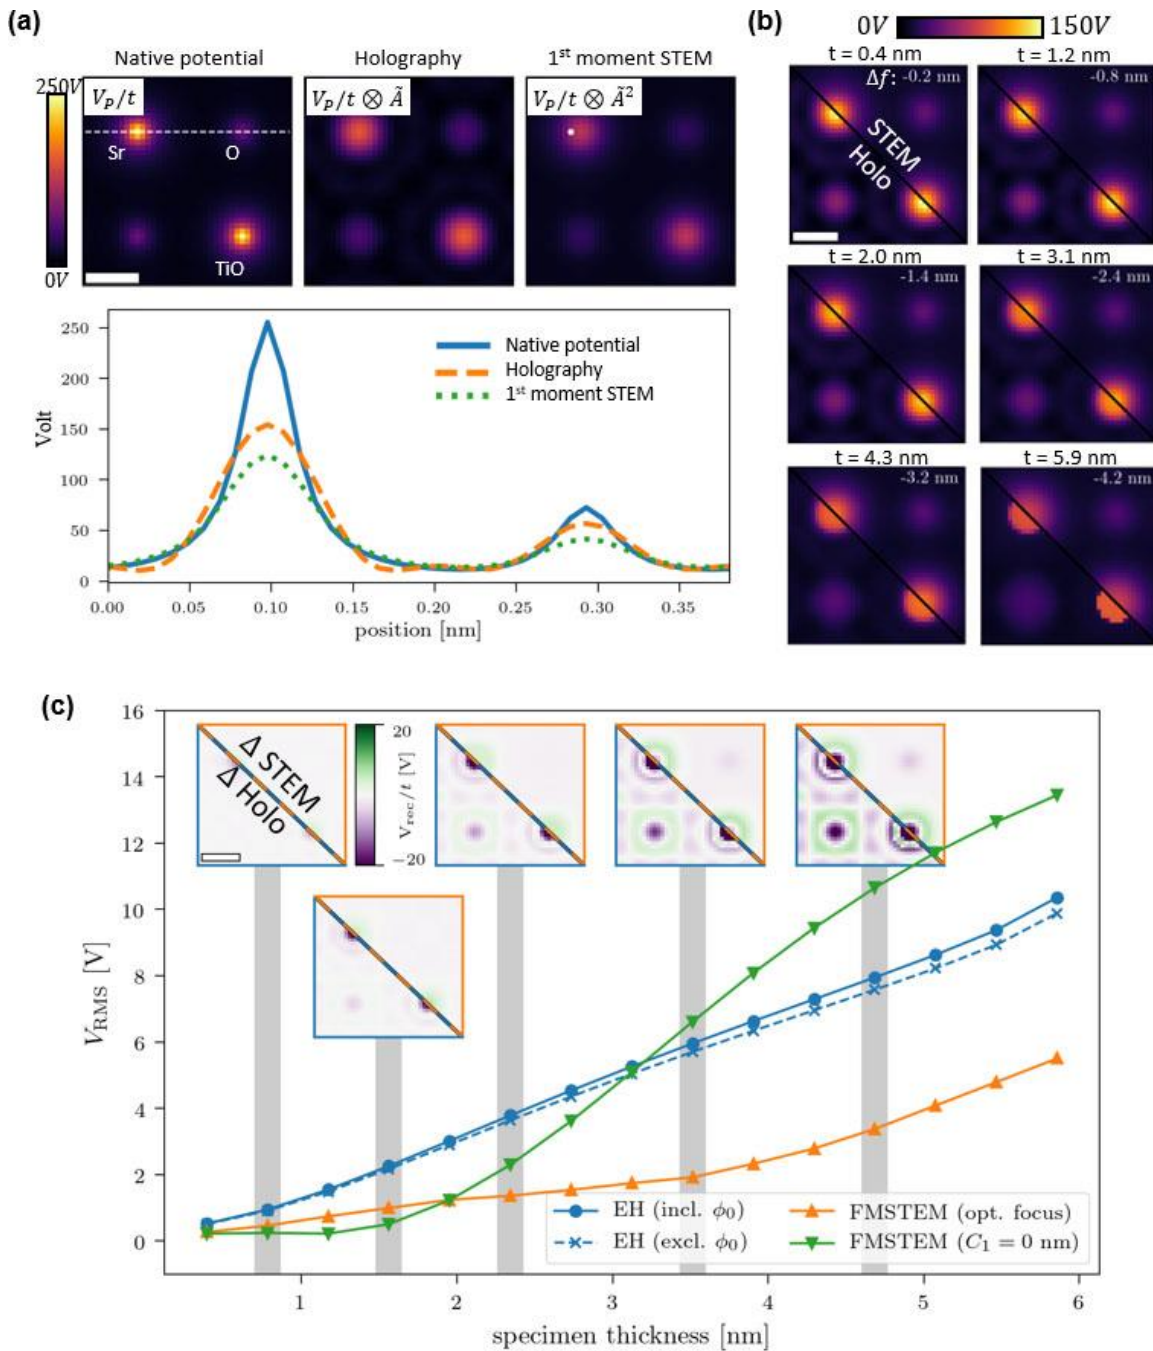 (a)
Native potential
Holography
1st moment STEM
250V
0V
V_P/t
V_P/t ⊗ Ã
V_P/t ⊗ Ã²
Sr
O
TiO
250
200
150
100
50
0
Volt
Native potential
Holography
1st moment STEM
0.00 0.05 0.10 0.15 0.20 0.25 0.30 0.35
position [nm]
(b)
0V
150V
t = 0.4 nm
t = 1.2 nm
Δf: -0.2 nm
-0.8 nm
STEM
Holo
t = 2.0 nm
t = 3.1 nm
-1.4 nm
-2.4 nm
t = 4.3 nm
t = 5.9 nm
-3.2 nm
-4.2 nm
(c)
16
14
12
10
8
6
4
2
0
V_RMS [V]
Δ STEM
Δ Holo
20
V_rec/t [V]
−20
EH (incl. ϕ₀)
EH (excl. ϕ₀)
FMSTEM (opt. focus)
FMSTEM (C₁ = 0 nm)
1 2 3 4 5 6
specimen thickness [nm]